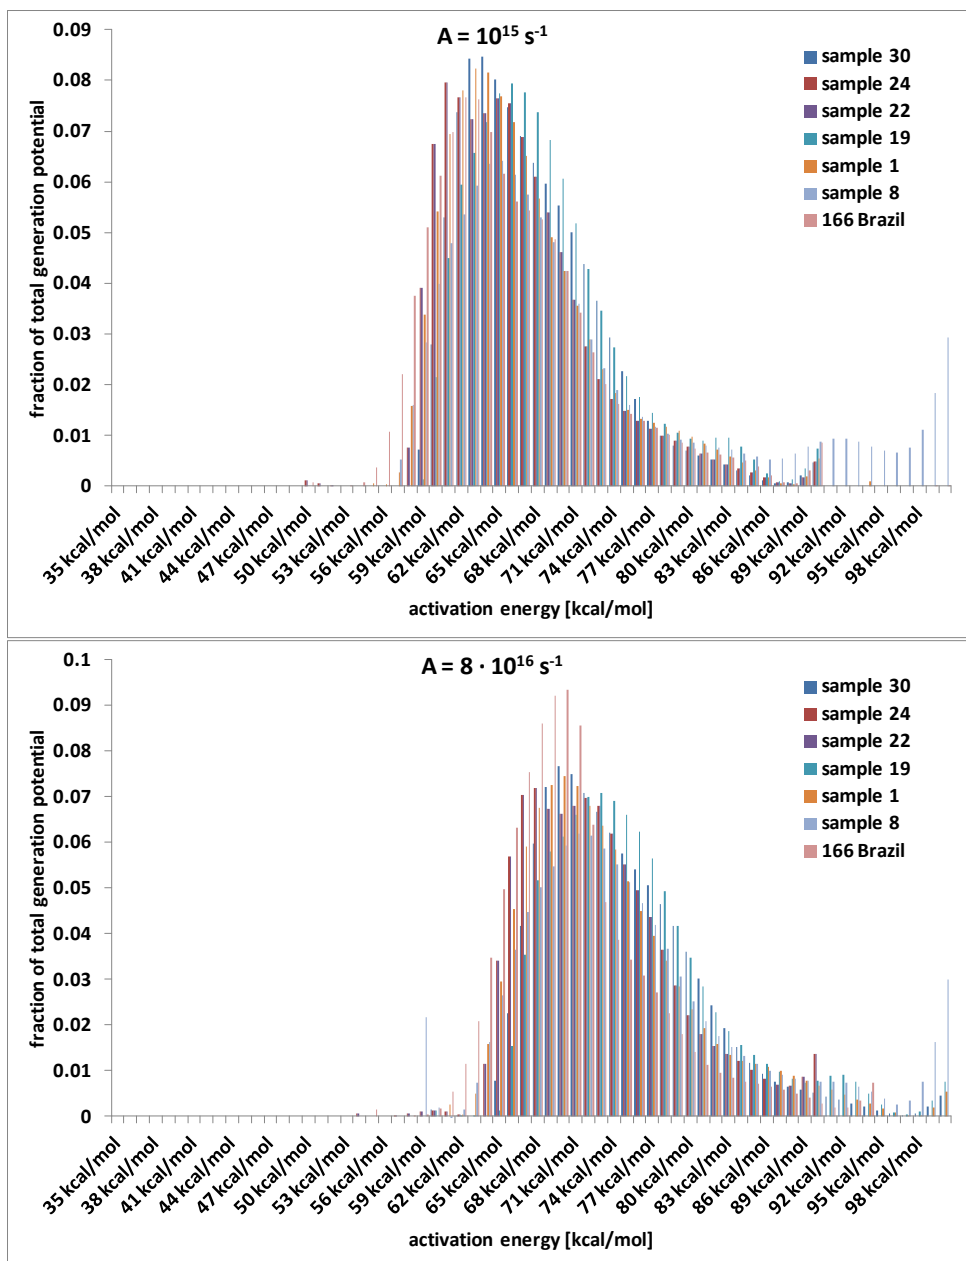 A = 10¹⁵ s⁻¹
fraction of total generation potential
0.09
0.08
0.07
0.06
0.05
0.04
0.03
0.02
0.01
0
sample 30
sample 24
sample 22
sample 19
sample 1
sample 8
166 Brazil
35 kcal/mol
38 kcal/mol
41 kcal/mol
44 kcal/mol
47 kcal/mol
50 kcal/mol
53 kcal/mol
56 kcal/mol
59 kcal/mol
62 kcal/mol
65 kcal/mol
68 kcal/mol
71 kcal/mol
74 kcal/mol
77 kcal/mol
80 kcal/mol
83 kcal/mol
86 kcal/mol
89 kcal/mol
92 kcal/mol
95 kcal/mol
98 kcal/mol
activation energy [kcal/mol]
A = 8 · 10¹⁶ s⁻¹
fraction of total generation potential
0.1
0.09
0.08
0.07
0.06
0.05
0.04
0.03
0.02
0.01
0
sample 30
sample 24
sample 22
sample 19
sample 1
sample 8
166 Brazil
35 kcal/mol
38 kcal/mol
41 kcal/mol
44 kcal/mol
47 kcal/mol
50 kcal/mol
53 kcal/mol
56 kcal/mol
59 kcal/mol
62 kcal/mol
65 kcal/mol
68 kcal/mol
71 kcal/mol
74 kcal/mol
77 kcal/mol
80 kcal/mol
83 kcal/mol
86 kcal/mol
89 kcal/mol
92 kcal/mol
95 kcal/mol
98 kcal/mol
activation energy [kcal/mol]